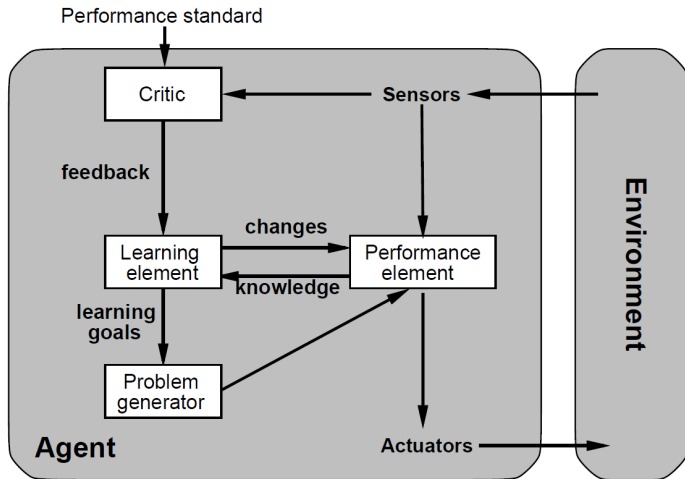 Performance standard
Critic
Sensors
feedback
changes
Learning
element
Performance
element
knowledge
learning
goals
Problem
generator
Agent
Actuators
Environment